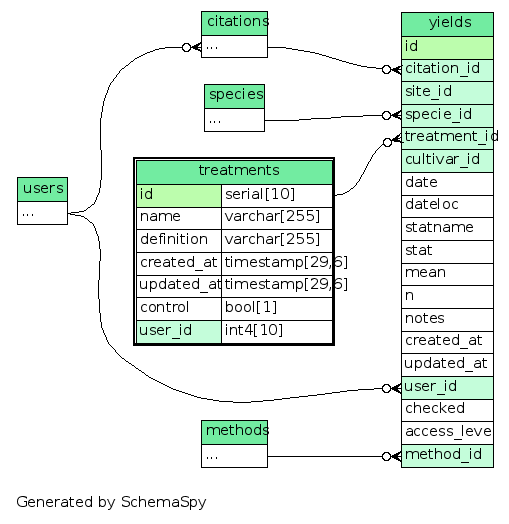 citations
...
species
...
users
...
treatments
id serial[10]
name varchar[255]
definition varchar[255]
created_at timestamp[29,6]
updated_at timestamp[29,6]
control bool[1]
user_id int4[10]
methods
...
yields
id
citation_id
site_id
specie_id
treatment_id
cultivar_id
date
dateloc
statname
stat
mean
n
notes
created_at
updated_at
user_id
checked
access_level
method_id
Generated by SchemaSpy